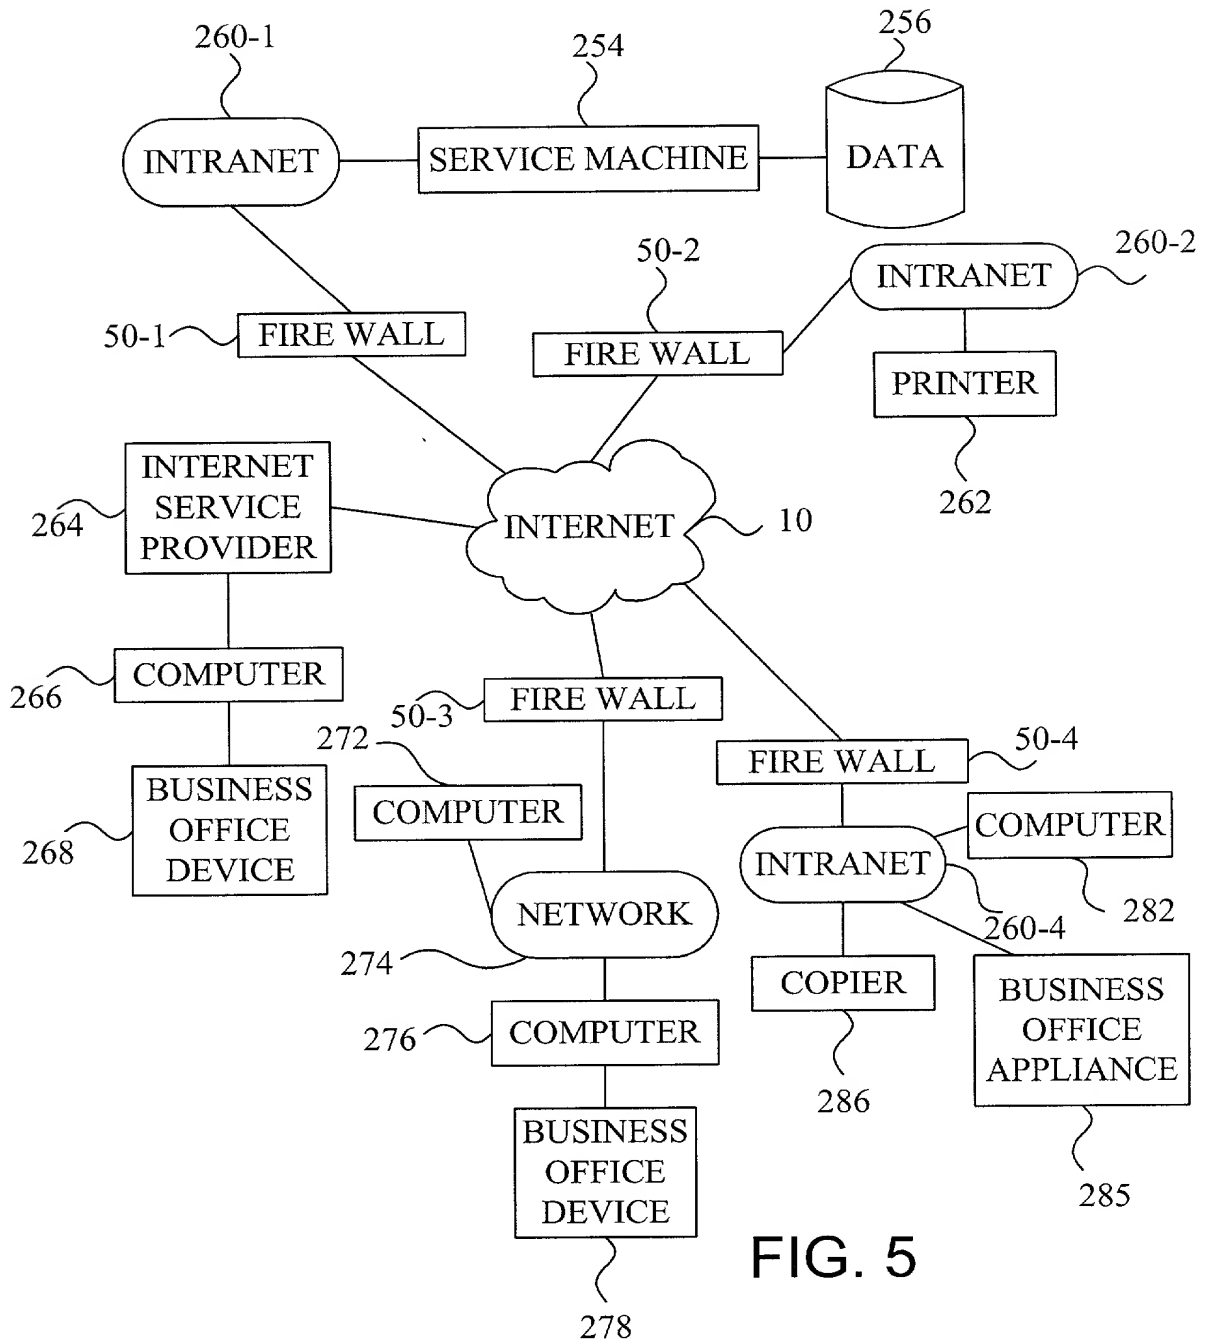 256
260-1
254
INTRANET
SERVICE MACHINE
DATA
50-2
260-2
INTRANET
50-1
FIRE WALL
FIRE WALL
PRINTER
262
INTERNET
SERVICE
PROVIDER
264
INTERNET
10
COMPUTER
266
FIRE WALL
50-3
272
50-4
FIRE WALL
BUSINESS
OFFICE
DEVICE
268
COMPUTER
COMPUTER
INTRANET
282
260-4
NETWORK
274
COPIER
286
BUSINESS
OFFICE
APPLIANCE
285
COMPUTER
276
BUSINESS
OFFICE
DEVICE
278
FIG. 5